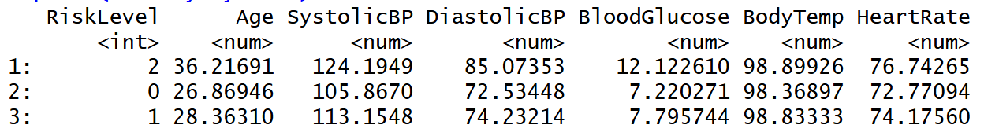 RiskLevel Age SystolicBP DiastolicBP BloodGlucose BodyTemp HeartRate
<int> <num> <num> <num> <num> <num> <num>
1: 2 36.21691 124.1949 85.07353 12.122610 98.89926 76.74265
2: 0 26.86946 105.8670 72.53448 7.220271 98.36897 72.77094
3: 1 28.36310 113.1548 74.23214 7.795744 98.83333 74.17560